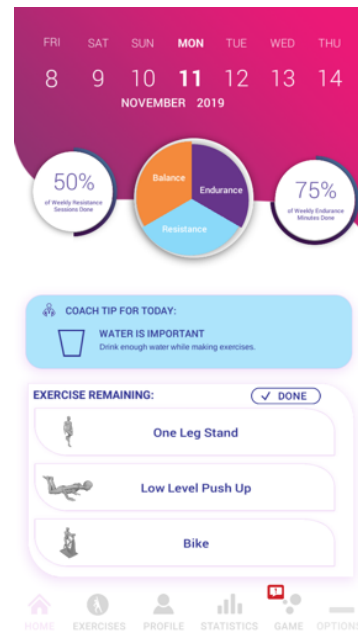 FRI SAT SUN MON TUE WED THU
8 9 10 11 12 13 14
NOVEMBER 2019
50%
of Weekly Resistance
Sessions Done
Balance
Endurance
Resistance
75%
of Weekly Endurance
Minutes Done
COACH TIP FOR TODAY:
WATER IS IMPORTANT
Drink enough water while making exercises.
EXERCISE REMAINING:
DONE
One Leg Stand
Low Level Push Up
Bike
HOME EXERCISES PROFILE STATISTICS GAME OPTION